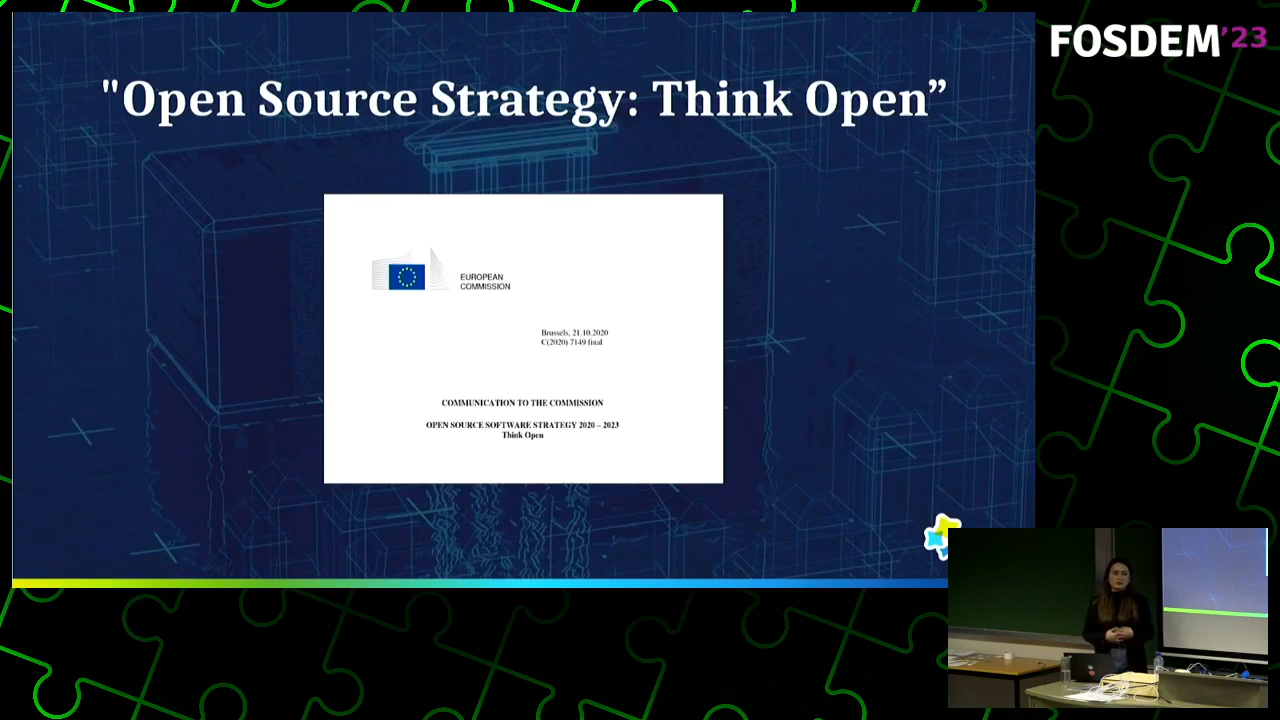 FOSDEM'23
"Open Source Strategy: Think Open”
EUROPEAN
COMMISSION
Brussels, 21.10.2020
C(2020) 7149 final
COMMUNICATION TO THE COMMISSION
OPEN SOURCE SOFTWARE STRATEGY 2020 – 2023
Think Open